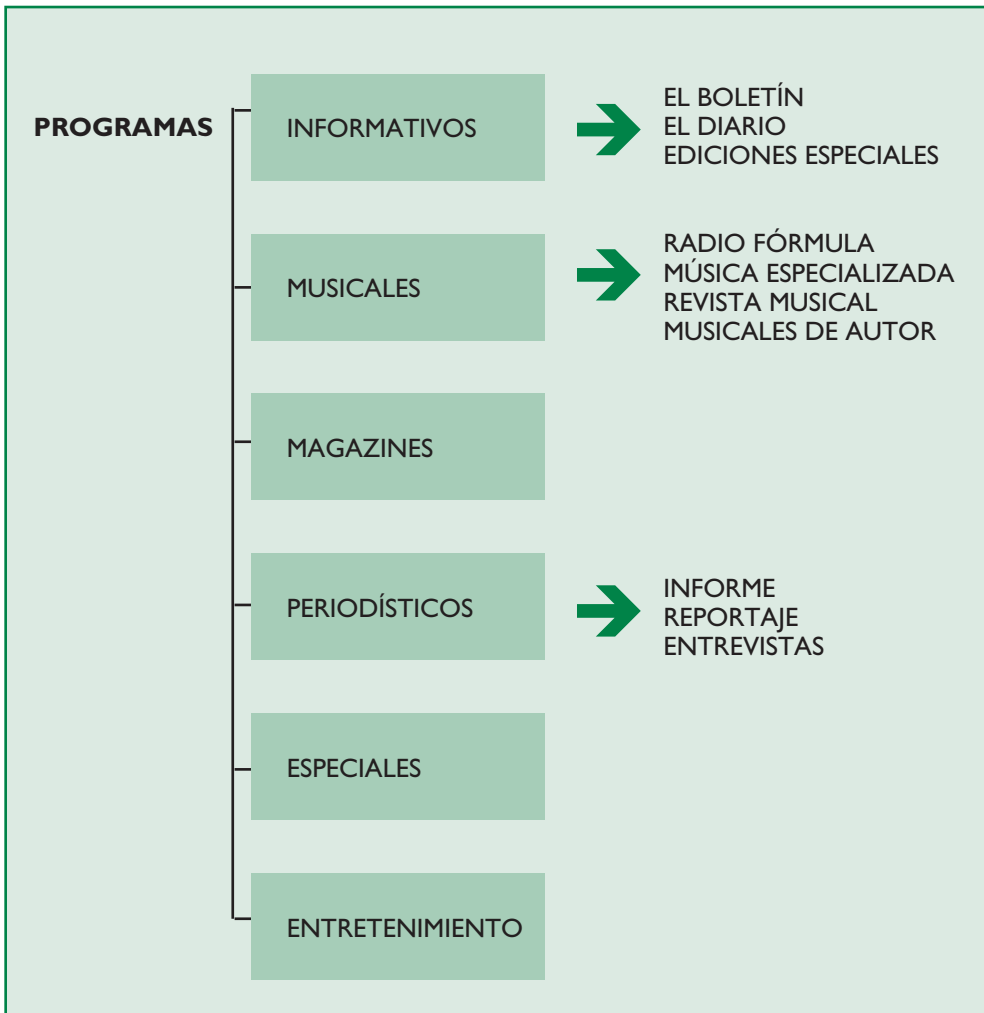 PROGRAMAS
INFORMATIVOS
EL BOLETÍN
EL DIARIO
EDICIONES ESPECIALES
MUSICALES
RADIO FÓRMULA
MÚSICA ESPECIALIZADA
REVISTA MUSICAL
MUSICALES DE AUTOR
MAGAZINES
PERIODÍSTICOS
INFORME
REPORTAJE
ENTREVISTAS
ESPECIALES
ENTRETENIMIENTO